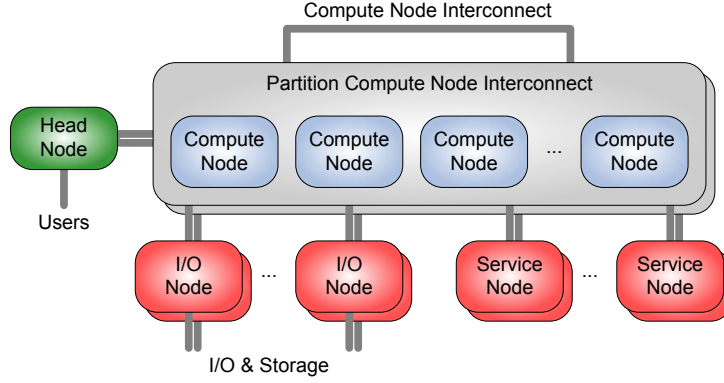 Compute Node Interconnect
Partition Compute Node Interconnect
Head
Node
Compute
Node
Compute
Node
Compute
Node
...
Compute
Node
Users
I/O
Node
...
I/O
Node
Service
Node
...
Service
Node
I/O & Storage